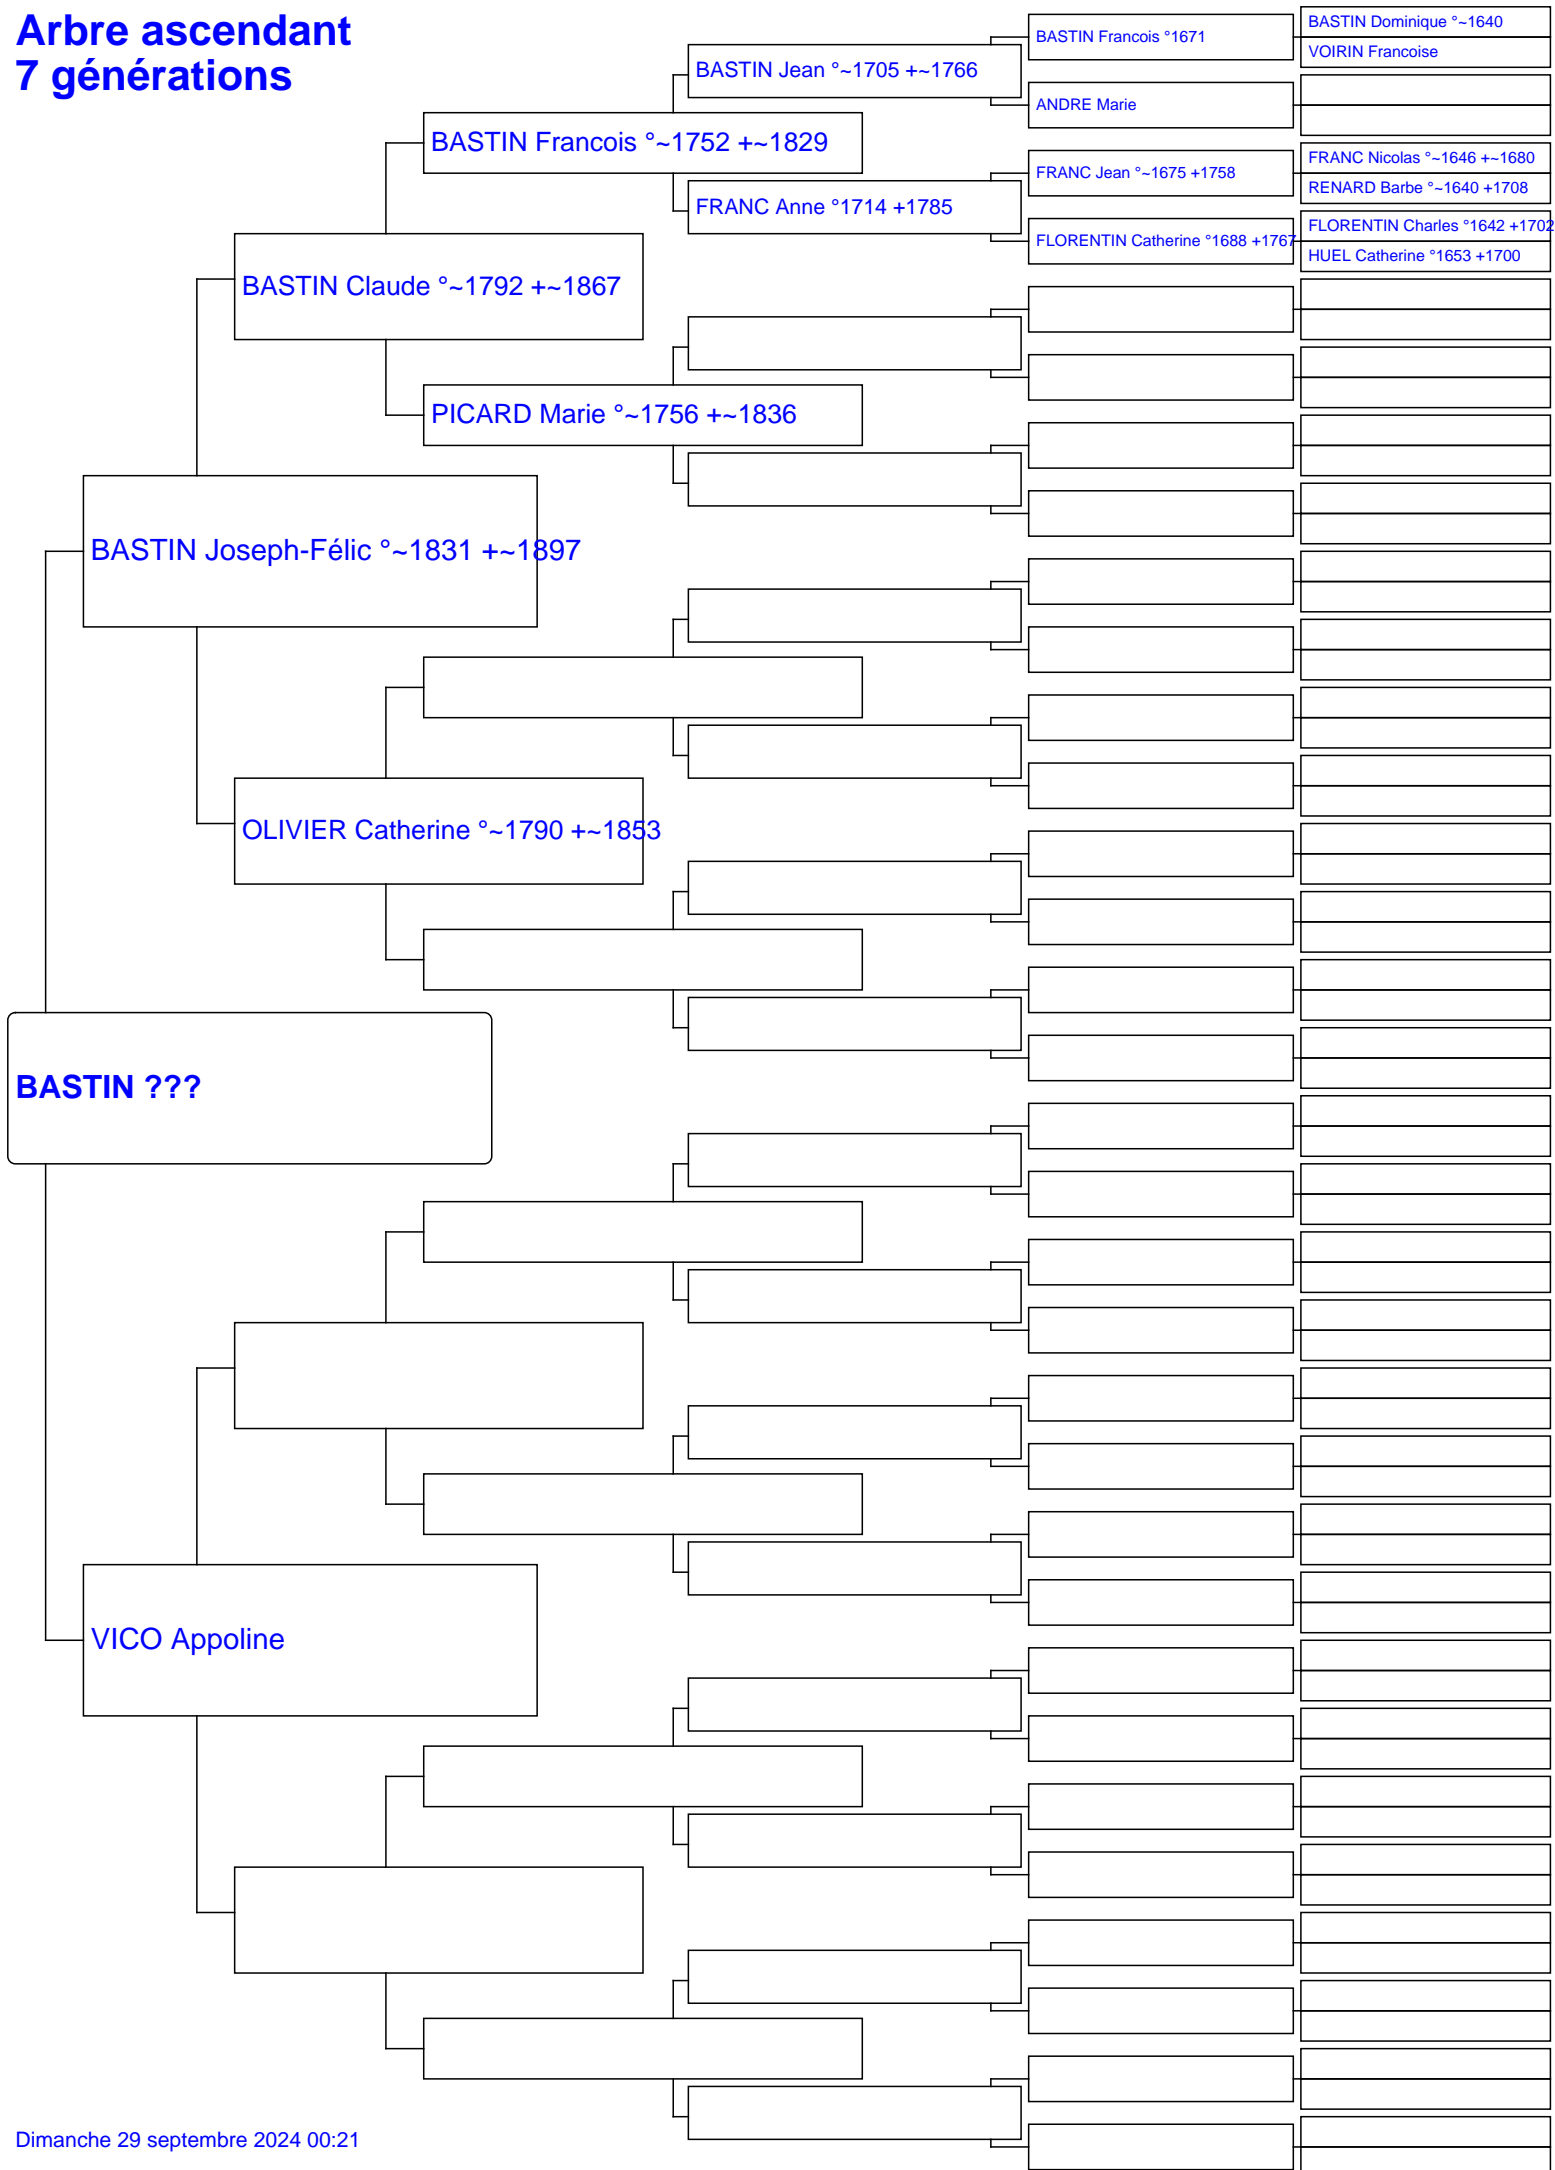 Arbre ascendant
7 générations
BASTIN Dominique °~1640
BASTIN Francois °1671
VOIRIN Francoise
BASTIN Jean °~1705 +~1766
ANDRE Marie
BASTIN Francois °~1752 +~1829
FRANC Nicolas °~1646 +~1680
FRANC Jean °~1675 +1758
RENARD Barbe °~1640 +1708
FRANC Anne °1714 +1785
FLORENTIN Charles °1642 +1702
FLORENTIN Catherine °1688 +1767
HUEL Catherine °1653 +1700
BASTIN Claude °~1792 +~1867
PICARD Marie °~1756 +~1836
BASTIN Joseph-Félic °~1831 +~1897
OLIVIER Catherine °~1790 +~1853
BASTIN ???
VICO Appoline
Dimanche 29 septembre 2024 00:21